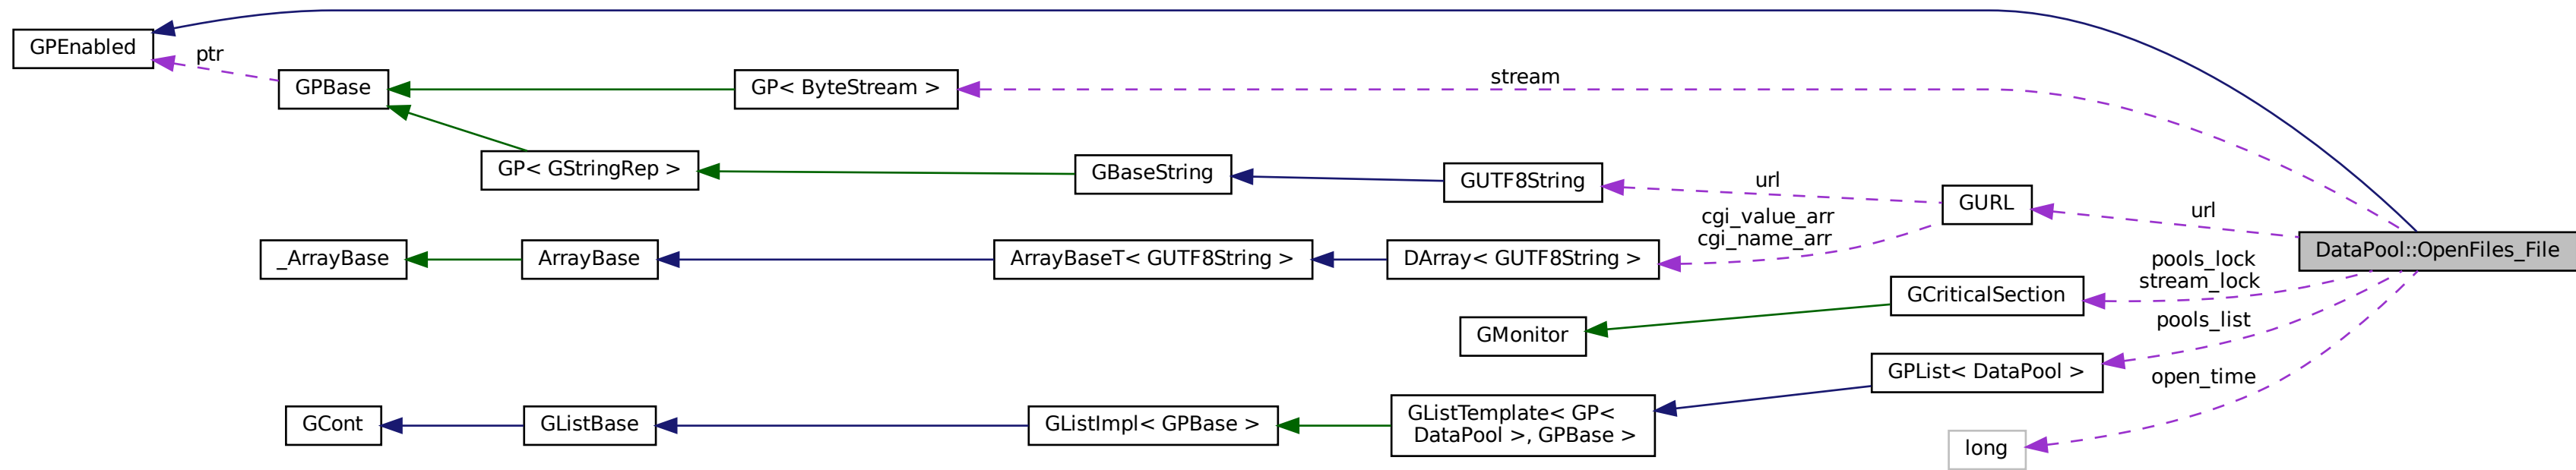 GPEnabled
ptr
GPBase
GP< ByteStream >
stream
GP< GStringRep >
GBaseString
GUTF8String
url
GURL
url
DataPool::OpenFiles_File
cgi_value_arr
cgi_name_arr
_ArrayBase
ArrayBase
ArrayBaseT< GUTF8String >
DArray< GUTF8String >
pools_lock
stream_lock
GCriticalSection
GMonitor
pools_list
GPList< DataPool >
open_time
GCont
GListBase
GListImpl< GPBase >
GListTemplate< GP<
DataPool >, GPBase >
long